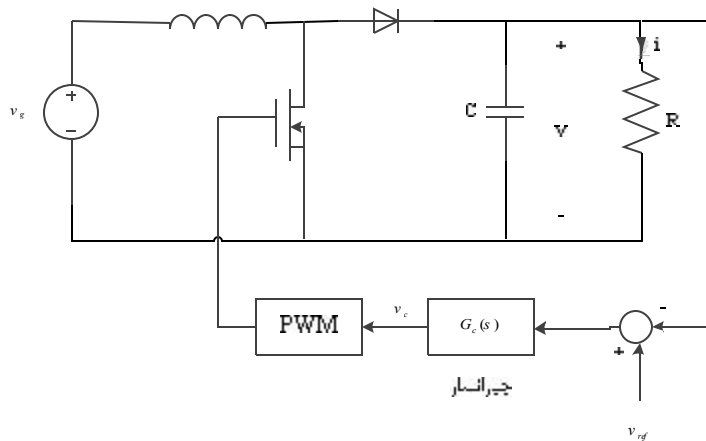 i
+
+
v_g
C
R
v
-
-
v_c
-
PWM
G_c(s)
+
جبرانساز
v_ref